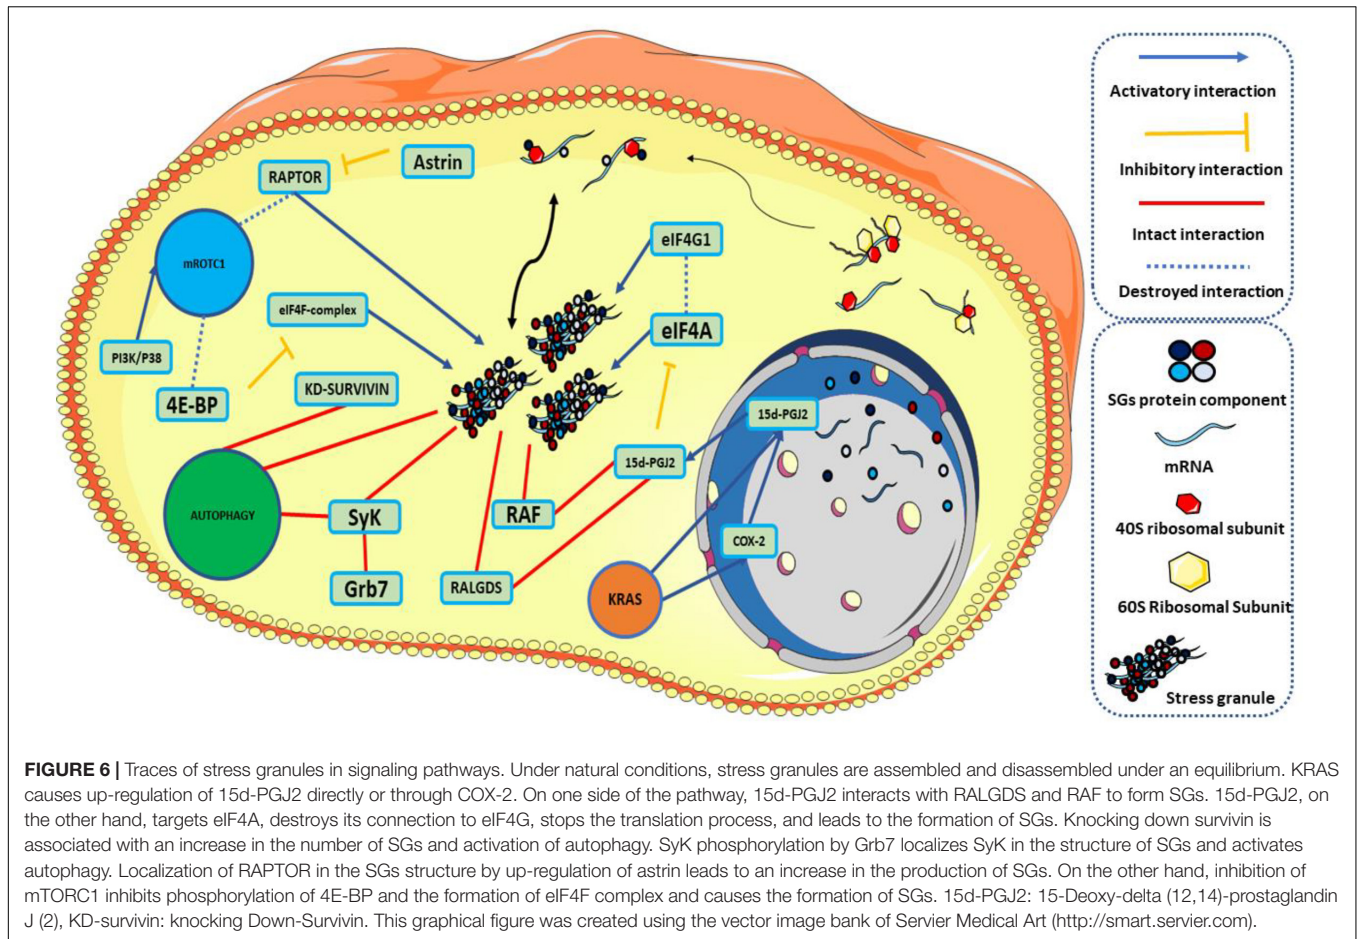 Astrin
RAPTOR
mROTC1
eIF4G1
eIF4F-complex
eIF4A
PI3K/P38
KD-SURVIVIN
4E-BP
15d-PGJ2
15d-PGJ2
AUTOPHAGY
SyK
RAF
COX-2
Grb7
RALGDS
KRAS
Activatory interaction
Inhibitory interaction
Intact interaction
Destroyed interaction
SGs protein component
mRNA
40S ribosomal subunit
60S Ribosomal Subunit
Stress granule
FIGURE 6 | Traces of stress granules in signaling pathways. Under natural conditions, stress granules are assembled and disassembled under an equilibrium. KRAS
causes up-regulation of 15d-PGJ2 directly or through COX-2. On one side of the pathway, 15d-PGJ2 interacts with RALGDS and RAF to form SGs. 15d-PGJ2, on
the other hand, targets eIF4A, destroys its connection to eIF4G, stops the translation process, and leads to the formation of SGs. Knocking down survivin is
associated with an increase in the number of SGs and activation of autophagy. SyK phosphorylation by Grb7 localizes SyK in the structure of SGs and activates
autophagy. Localization of RAPTOR in the SGs structure by up-regulation of astrin leads to an increase in the production of SGs. On the other hand, inhibition of
mTORC1 inhibits phosphorylation of 4E-BP and the formation of eIF4F complex and causes the formation of SGs. 15d-PGJ2: 15-Deoxy-delta (12,14)-prostaglandin
J (2), KD-survivin: knocking Down-Survivin. This graphical figure was created using the vector image bank of Servier Medical Art (http://smart.servier.com).